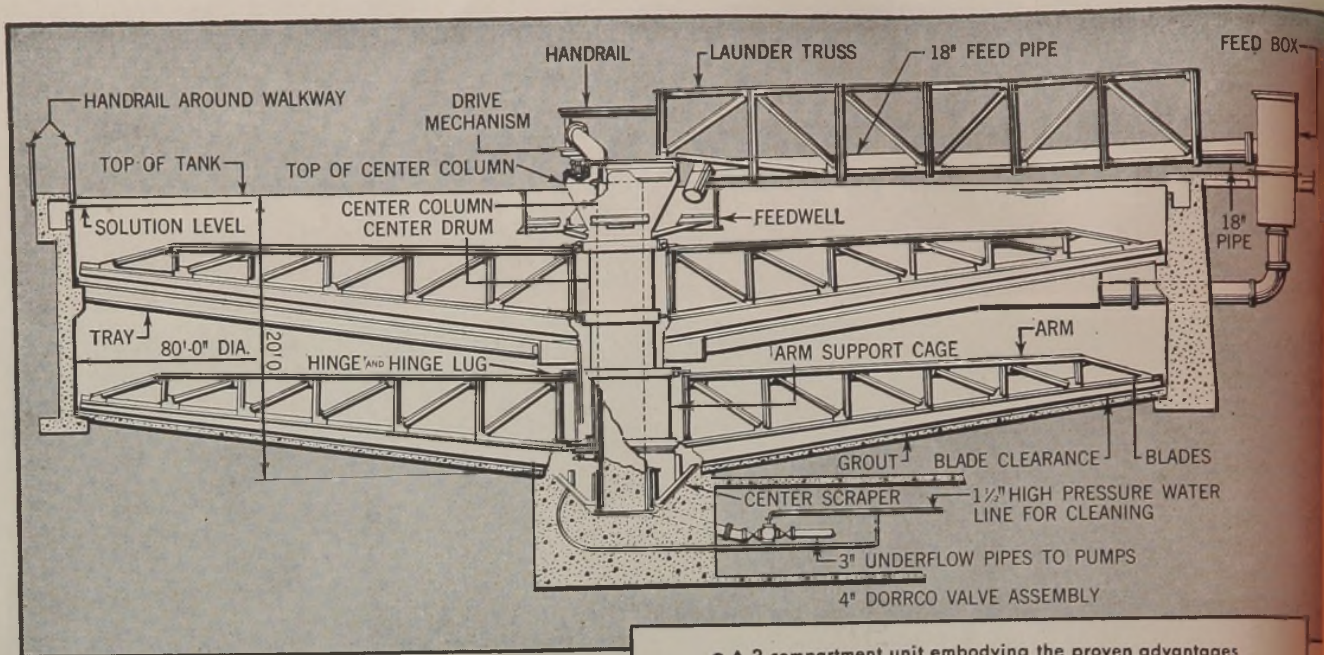 HANDRAIL
LAUNDER TRUSS
18" FEED PIPE
FEED BOX
HANDRAIL AROUND WALKWAY
DRIVE
MECHANISM
TOP OF TANK
TOP OF CENTER COLUMN
CENTER COLUMN
CENTER DRUM
SOLUTION LEVEL
FEEDWELL
18"
PIPE
TRAY
80'-0" DIA.
20'0
HINGE AND HINGE LUG
ARM SUPPORT CAGE
ARM
GROUT
BLADE CLEARANCE
BLADES
CENTER SCRAPER
1½" HIGH PRESSURE WATER
LINE FOR CLEANING
3" UNDERFLOW PIPES TO PUMPS
4" DORRCO VALVE ASSEMBLY
A 2 compartment unit embodying the proven advantages